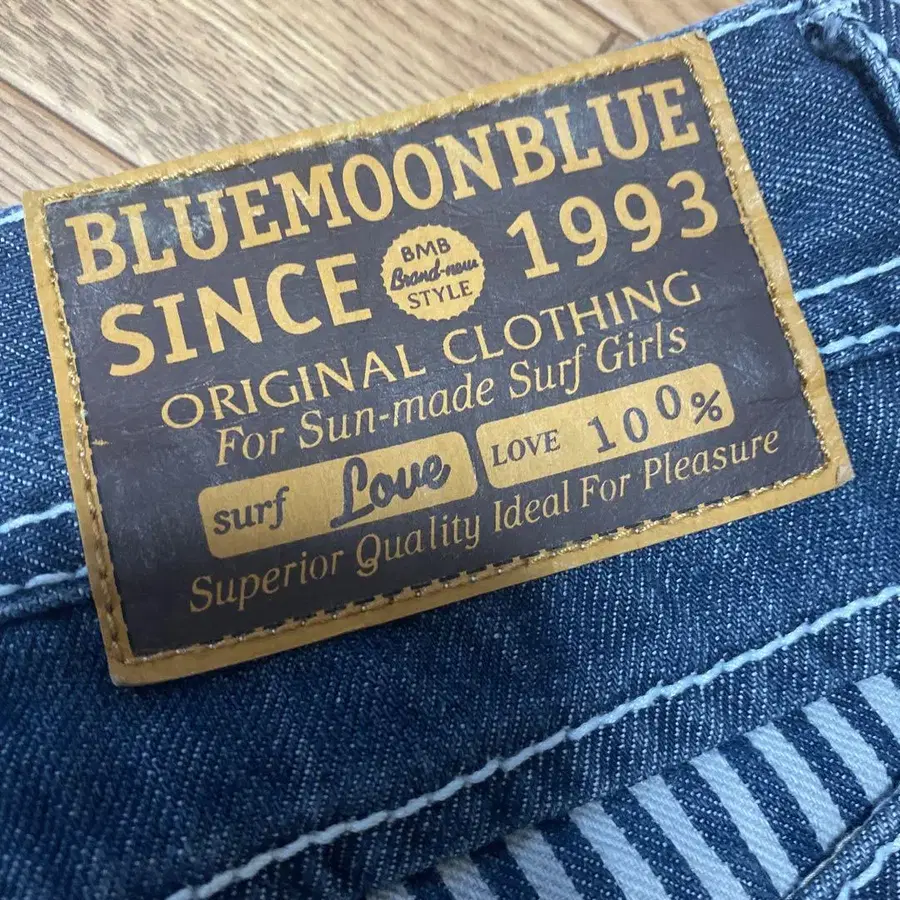 BLUEMOONBLUE
SINCE
BMB
Brand-new
STYLE
1993
ORIGINAL CLOTHING
For Sun-made Surf Girls
surf Love
LOVE 100%
Superior Quality Ideal For Pleasure